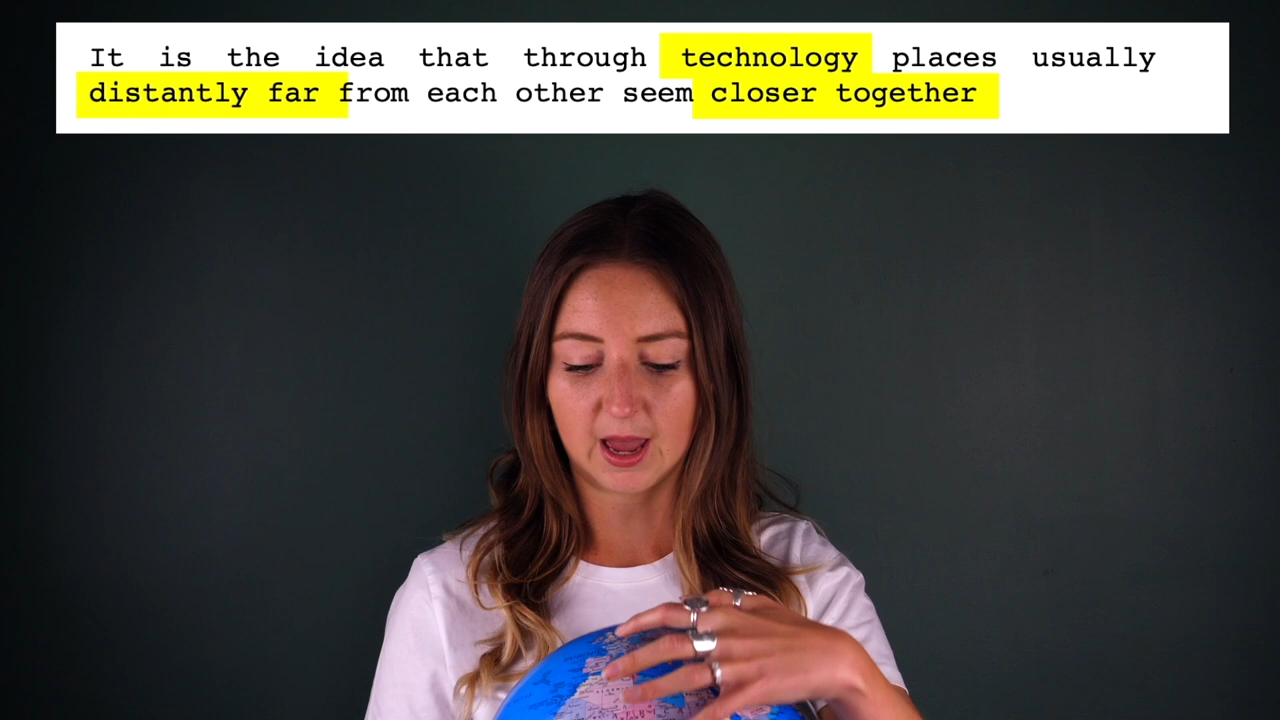 It is the idea that through technology places usually
distantly far from each other seem closer together